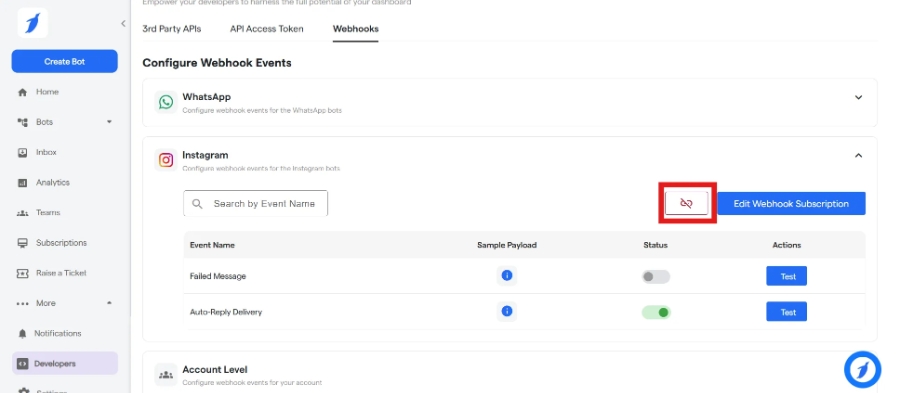 Empower your developers to harness the full potential of your dashboard
3rd Party APIs
API Access Token
Webhooks
Create Bot
Home
Bots
Inbox
Analytics
Teams
Subscriptions
Raise a Ticket
More
Notifications
Developers
Settings
Configure Webhook Events
WhatsApp
Configure webhook events for the WhatsApp bots
Instagram
Configure webhook events for the Instagram bots
Search by Event Name
Edit Webhook Subscription
Event Name
Sample Payload
Status
Actions
Failed Message
Test
Auto-Reply Delivery
Test
Account Level
Configure webhook events for your account